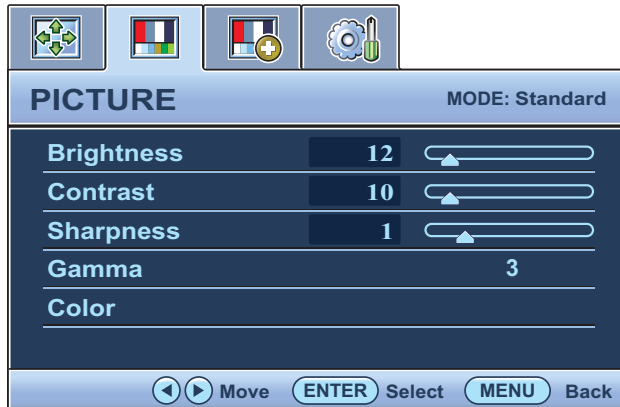 PICTURE MODE: Standard
Brightness 12
Contrast 10
Sharpness 1
Gamma 3
Color
Move ENTER Select MENU Back